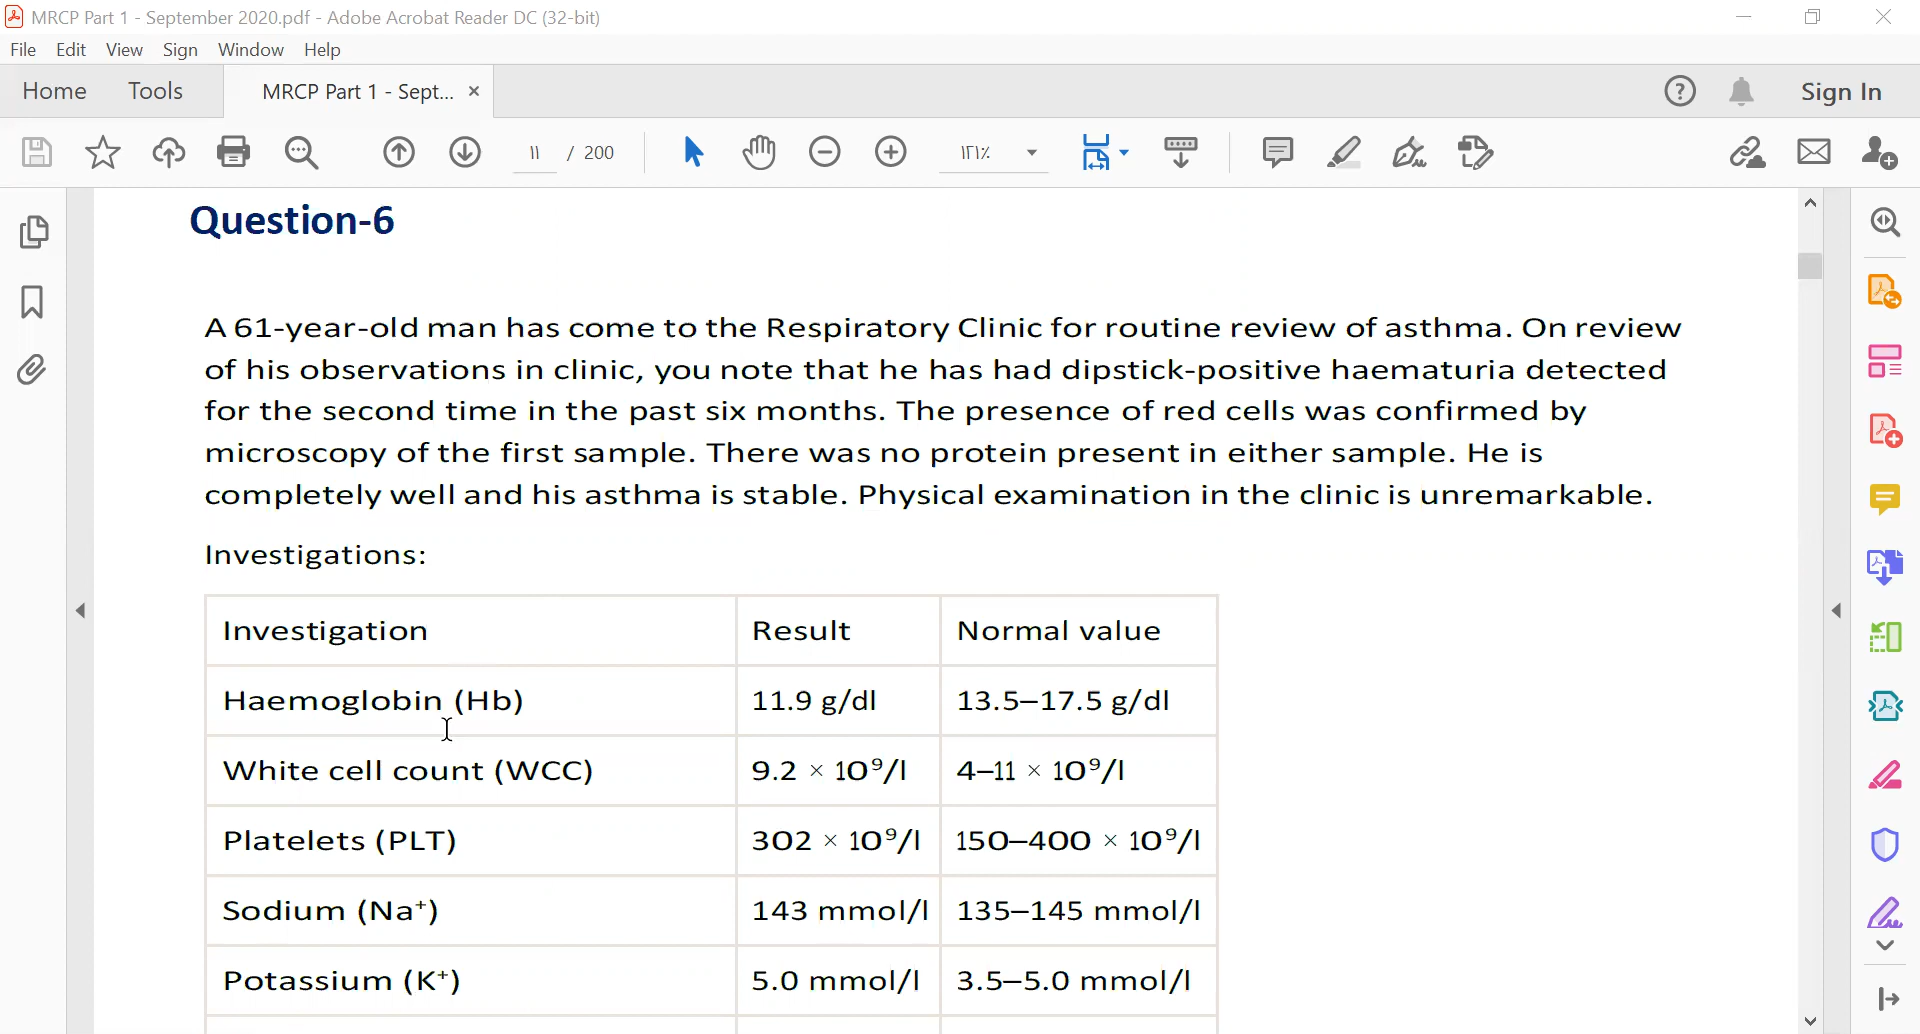 MRCP Part 1 - September 2020.pdf - Adobe Acrobat Reader DC (32-bit)
File Edit View Sign Window Help
Home Tools MRCP Part 1 - Sept... × Sign In
١١ / 200 ١٢١٪
Question-6
A 61-year-old man has come to the Respiratory Clinic for routine review of asthma. On review
of his observations in clinic, you note that he has had dipstick-positive haematuria detected
for the second time in the past six months. The presence of red cells was confirmed by
microscopy of the first sample. There was no protein present in either sample. He is
completely well and his asthma is stable. Physical examination in the clinic is unremarkable.
Investigations:
Investigation Result Normal value
Haemoglobin (Hb) 11.9 g/dl 13.5–17.5 g/dl
White cell count (WCC) 9.2 × 10⁹/l 4–11 × 10⁹/l
Platelets (PLT) 302 × 10⁹/l 150–400 × 10⁹/l
Sodium (Na⁺) 143 mmol/l 135–145 mmol/l
Potassium (K⁺) 5.0 mmol/l 3.5–5.0 mmol/l